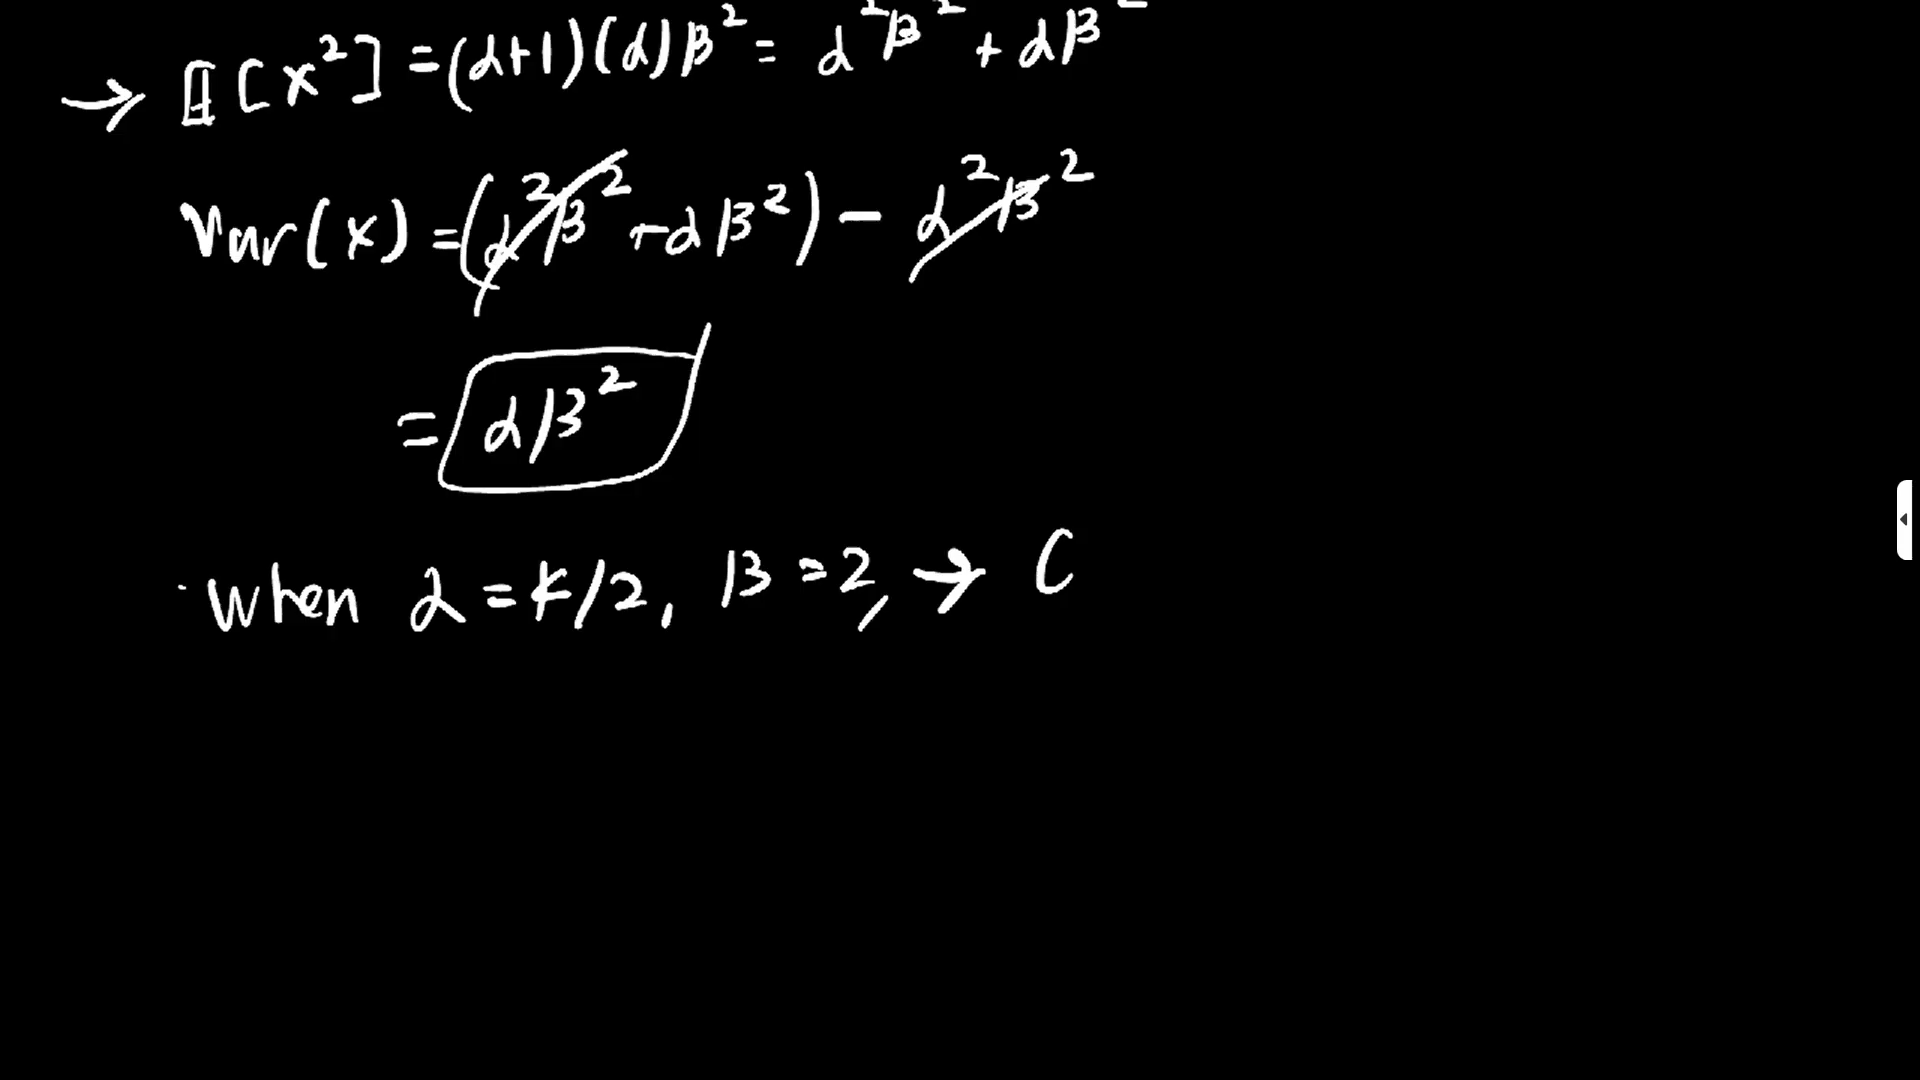 → E[X²] = (α+1)(α)β² = α²β² + αβ²
Var(X) = (α²β² + αβ²) − α²β²
= αβ²
· When α = k/2, β = 2, → C